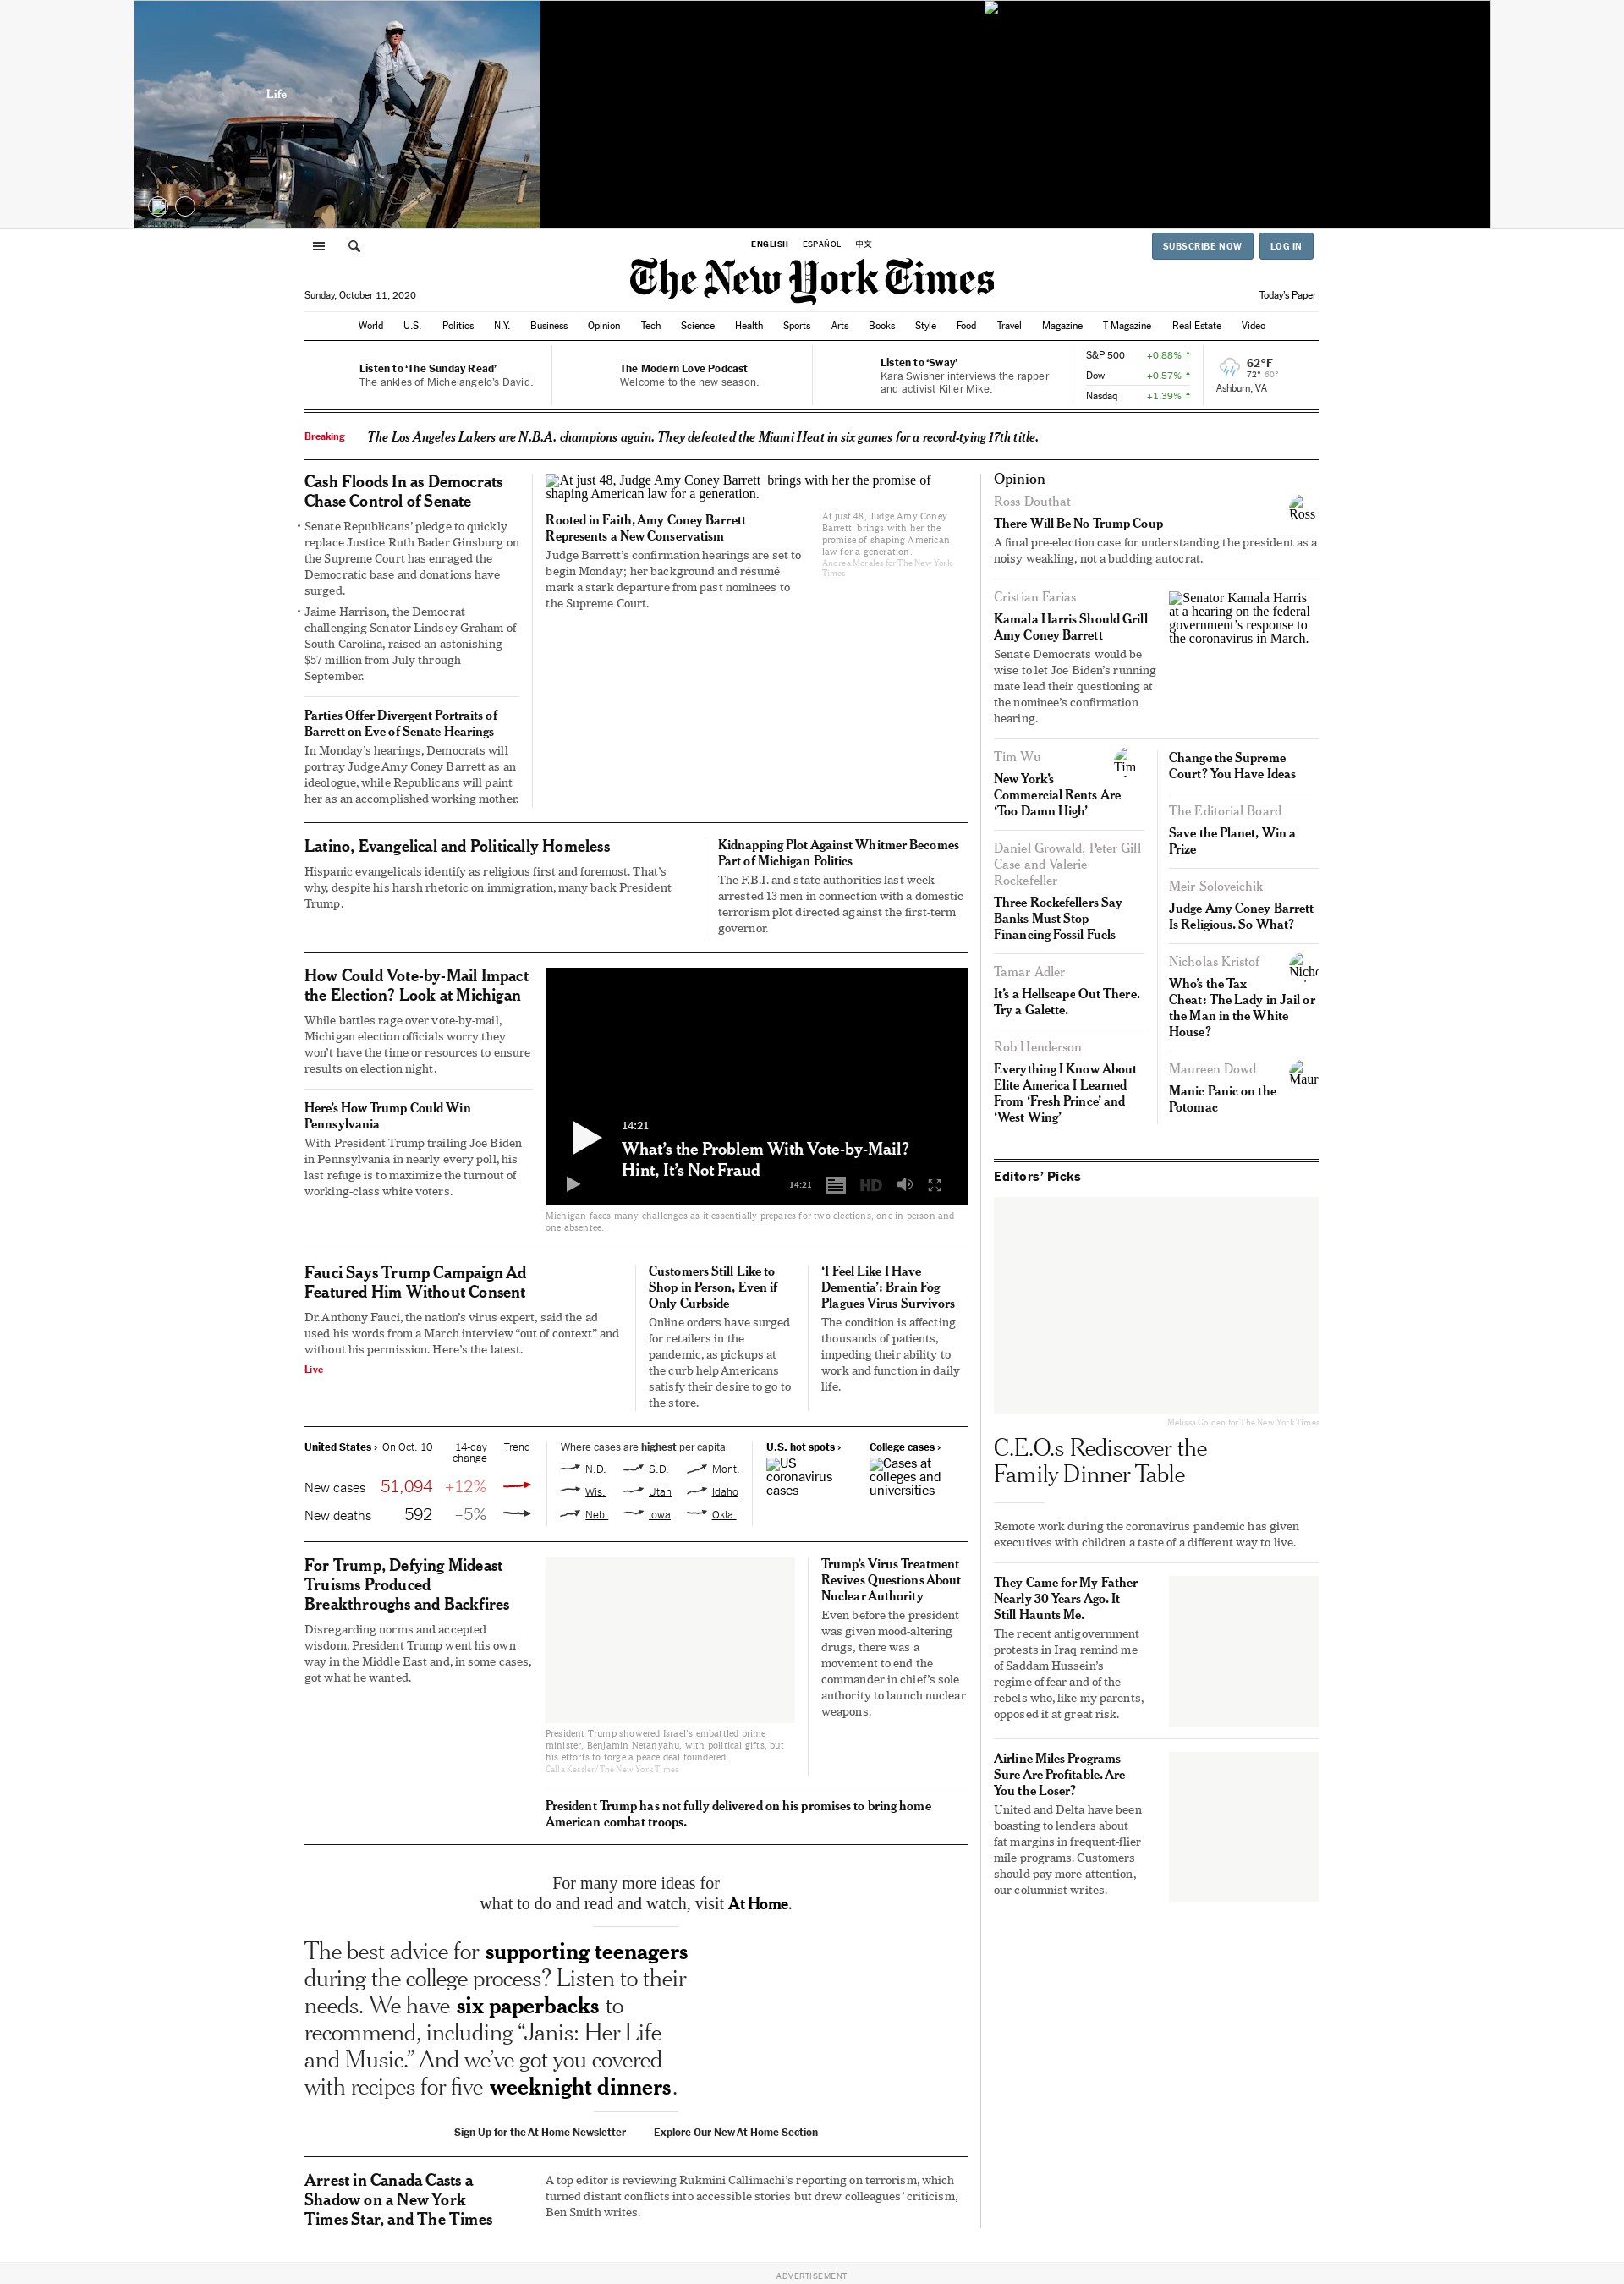 Life
ENGLISH ESPAÑOL 中文
SUBSCRIBE NOW LOG IN
The New York Times
Sunday, October 11, 2020
Today's Paper
World U.S. Politics N.Y. Business Opinion Tech Science Health Sports Arts Books Style Food Travel Magazine T Magazine Real Estate Video
Listen to ‘The Sunday Read’
The ankles of Michelangelo’s David.
The Modern Love Podcast
Welcome to the new season.
Listen to ‘Sway’
Kara Swisher interviews the rapper
and activist Killer Mike.
S&P 500 +0.88% ↑
Dow +0.57% ↑
Nasdaq +1.39% ↑
62°F
72° 60°
Ashburn, VA
Breaking
The Los Angeles Lakers are N.B.A. champions again. They defeated the Miami Heat in six games for a record-tying 17th title.
Cash Floods In as Democrats
Chase Control of Senate
• Senate Republicans’ pledge to quickly
replace Justice Ruth Bader Ginsburg on
the Supreme Court has enraged the
Democratic base and donations have
surged.
• Jaime Harrison, the Democrat
challenging Senator Lindsey Graham of
South Carolina, raised an astonishing
$57 million from July through
September.
Parties Offer Divergent Portraits of
Barrett on Eve of Senate Hearings
In Monday’s hearings, Democrats will
portray Judge Amy Coney Barrett as an
ideologue, while Republicans will paint
her as an accomplished working mother.
At just 48, Judge Amy Coney Barrett brings with her the promise of
shaping American law for a generation.
Rooted in Faith, Amy Coney Barrett
Represents a New Conservatism
Judge Barrett’s confirmation hearings are set to
begin Monday; her background and résumé
mark a stark departure from past nominees to
the Supreme Court.
At just 48, Judge Amy Coney
Barrett brings with her the
promise of shaping American
law for a generation.
Andrea Morales for The New York
Times
Latino, Evangelical and Politically Homeless
Hispanic evangelicals identify as religious first and foremost. That’s
why, despite his harsh rhetoric on immigration, many back President
Trump.
Kidnapping Plot Against Whitmer Becomes
Part of Michigan Politics
The F.B.I. and state authorities last week
arrested 13 men in connection with a domestic
terrorism plot directed against the first-term
governor.
How Could Vote-by-Mail Impact
the Election? Look at Michigan
While battles rage over vote-by-mail,
Michigan election officials worry they
won’t have the time or resources to ensure
results on election night.
Here’s How Trump Could Win
Pennsylvania
With President Trump trailing Joe Biden
in Pennsylvania in nearly every poll, his
last refuge is to maximize the turnout of
working-class white voters.
14:21
What’s the Problem With Vote-by-Mail?
Hint, It’s Not Fraud
14:21 HD
Michigan faces many challenges as it essentially prepares for two elections, one in person and
one absentee.
Fauci Says Trump Campaign Ad
Featured Him Without Consent
Dr. Anthony Fauci, the nation’s virus expert, said the ad
used his words from a March interview “out of context” and
without his permission. Here’s the latest.
Live
Customers Still Like to
Shop in Person, Even if
Only Curbside
Online orders have surged
for retailers in the
pandemic, as pickups at
the curb help Americans
satisfy their desire to go to
the store.
‘I Feel Like I Have
Dementia’: Brain Fog
Plagues Virus Survivors
The condition is affecting
thousands of patients,
impeding their ability to
work and function in daily
life.
United States › On Oct. 10 14-day
change Trend
New cases 51,094 +12%
New deaths 592 –5%
Where cases are highest per capita
N.D. S.D. Mont.
Wis. Utah Idaho
Neb. Iowa Okla.
U.S. hot spots ›
US
coronavirus
cases
College cases ›
Cases at
colleges and
universities
For Trump, Defying Mideast
Truisms Produced
Breakthroughs and Backfires
Disregarding norms and accepted
wisdom, President Trump went his own
way in the Middle East and, in some cases,
got what he wanted.
President Trump showered Israel’s embattled prime
minister, Benjamin Netanyahu, with political gifts, but
his efforts to forge a peace deal foundered.
Calla Kessler/The New York Times
Trump’s Virus Treatment
Revives Questions About
Nuclear Authority
Even before the president
was given mood-altering
drugs, there was a
movement to end the
commander in chief’s sole
authority to launch nuclear
weapons.
President Trump has not fully delivered on his promises to bring home
American combat troops.
For many more ideas for
what to do and read and watch, visit At Home.
The best advice for supporting teenagers
during the college process? Listen to their
needs. We have six paperbacks to
recommend, including “Janis: Her Life
and Music.” And we’ve got you covered
with recipes for five weeknight dinners.
Sign Up for the At Home Newsletter Explore Our New At Home Section
Arrest in Canada Casts a
Shadow on a New York
Times Star, and The Times
A top editor is reviewing Rukmini Callimachi’s reporting on terrorism, which
turned distant conflicts into accessible stories but drew colleagues’ criticism,
Ben Smith writes.
Opinion
Ross Douthat
Ross
There Will Be No Trump Coup
A final pre-election case for understanding the president as a
noisy weakling, not a budding autocrat.
Cristian Farias
Kamala Harris Should Grill
Amy Coney Barrett
Senate Democrats would be
wise to let Joe Biden’s running
mate lead their questioning at
the nominee’s confirmation
hearing.
Senator Kamala Harris
at a hearing on the federal
government’s response to
the coronavirus in March.
Tim Wu
Tim
New York’s
Commercial Rents Are
‘Too Damn High’
Daniel Growald, Peter Gill
Case and Valerie
Rockefeller
Three Rockefellers Say
Banks Must Stop
Financing Fossil Fuels
Tamar Adler
It’s a Hellscape Out There.
Try a Galette.
Rob Henderson
Everything I Know About
Elite America I Learned
From ‘Fresh Prince’ and
‘West Wing’
Change the Supreme
Court? You Have Ideas
The Editorial Board
Save the Planet, Win a
Prize
Meir Soloveichik
Judge Amy Coney Barrett
Is Religious. So What?
Nicholas Kristof
Who’s the Tax
Cheat: The Lady in Jail or
the Man in the White
House?
Maureen Dowd
Maur
Manic Panic on the
Potomac
Editors’ Picks
Melissa Golden for The New York Times
C.E.O.s Rediscover the
Family Dinner Table
Remote work during the coronavirus pandemic has given
executives with children a taste of a different way to live.
They Came for My Father
Nearly 30 Years Ago. It
Still Haunts Me.
The recent antigovernment
protests in Iraq remind me
of Saddam Hussein’s
regime of fear and of the
rebels who, like my parents,
opposed it at great risk.
Airline Miles Programs
Sure Are Profitable. Are
You the Loser?
United and Delta have been
boasting to lenders about
fat margins in frequent-flier
mile programs. Customers
should pay more attention,
our columnist writes.
ADVERTISEMENT